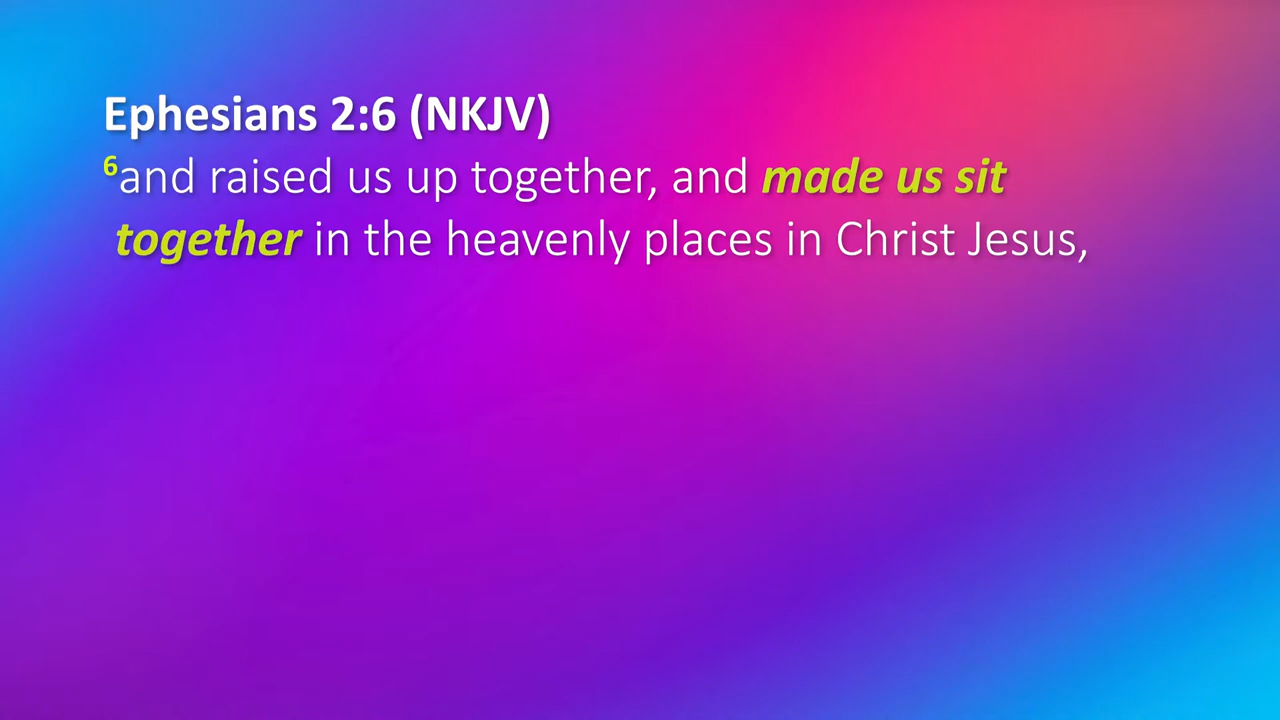 Ephesians 2:6 (NKJV)
6and raised us up together, and made us sit
together in the heavenly places in Christ Jesus,